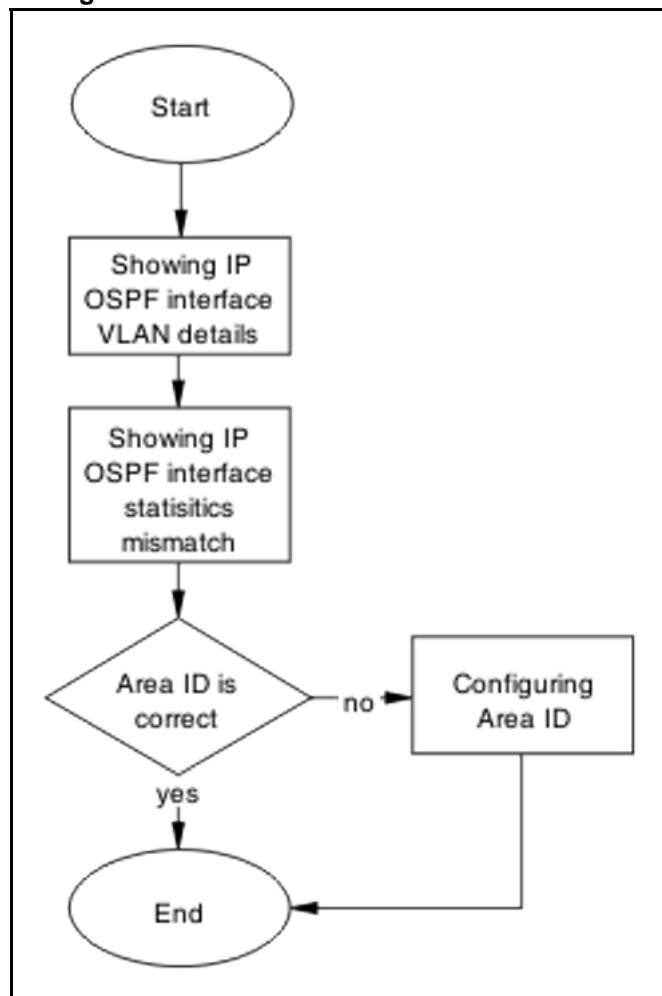 Start
Showing IP
OSPF interface
VLAN details
Showing IP
OSPF interface
statisitics
mismatch
Area ID is
correct
no
Configuring
Area ID
yes
End